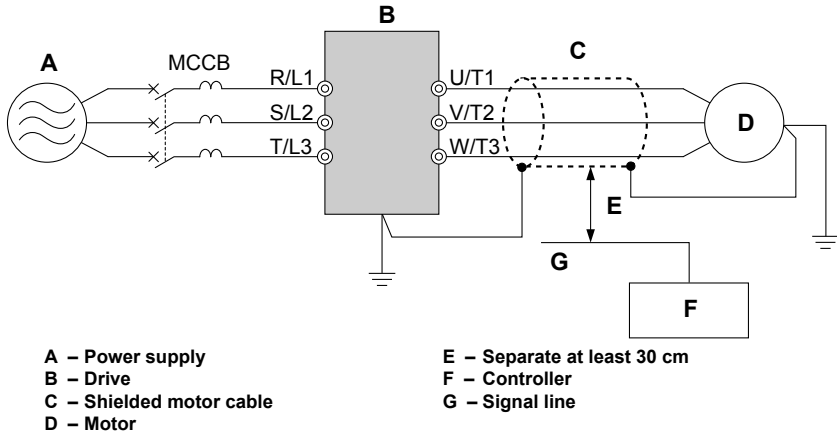 B
A
MCCB
C
R/L1
U/T1
S/L2
V/T2
D
T/L3
W/T3
E
G
F
A – Power supply
B – Drive
C – Shielded motor cable
D – Motor
E – Separate at least 30 cm
F – Controller
G – Signal line